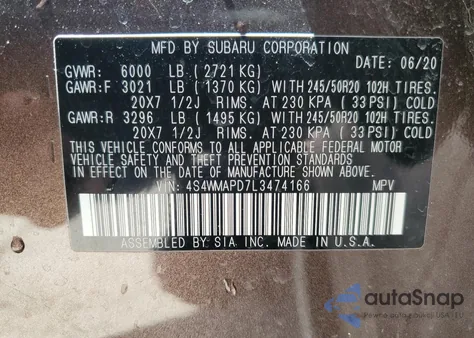 MFD BY SUBARU CORPORATION
DATE: 06/20
GVWR: 6000 LB (2721 KG)
GAWR:F 3021 LB (1370 KG) WITH 245/50R20 102H TIRES.
20X7 1/2J RIMS. AT 230 KPA (33 PSI) COLD
GAWR:R 3296 LB (1495 KG) WITH 245/50R20 102H TIRES.
20X7 1/2J RIMS. AT 230 KPA (33 PSI) COLD
THIS VEHICLE CONFORMS TO ALL APPLICABLE FEDERAL MOTOR
VEHICLE SAFETY, BUMPER, AND THEFT PREVENTION STANDARDS
IN EFFECT ON THE DATE OF MANUFACTURE SHOWN ABOVE.
VIN: 4S4WMAPD7L3474166 MPV
ASSEMBLED BY SIA, INC. MADE IN U.S.A.
autoSnap